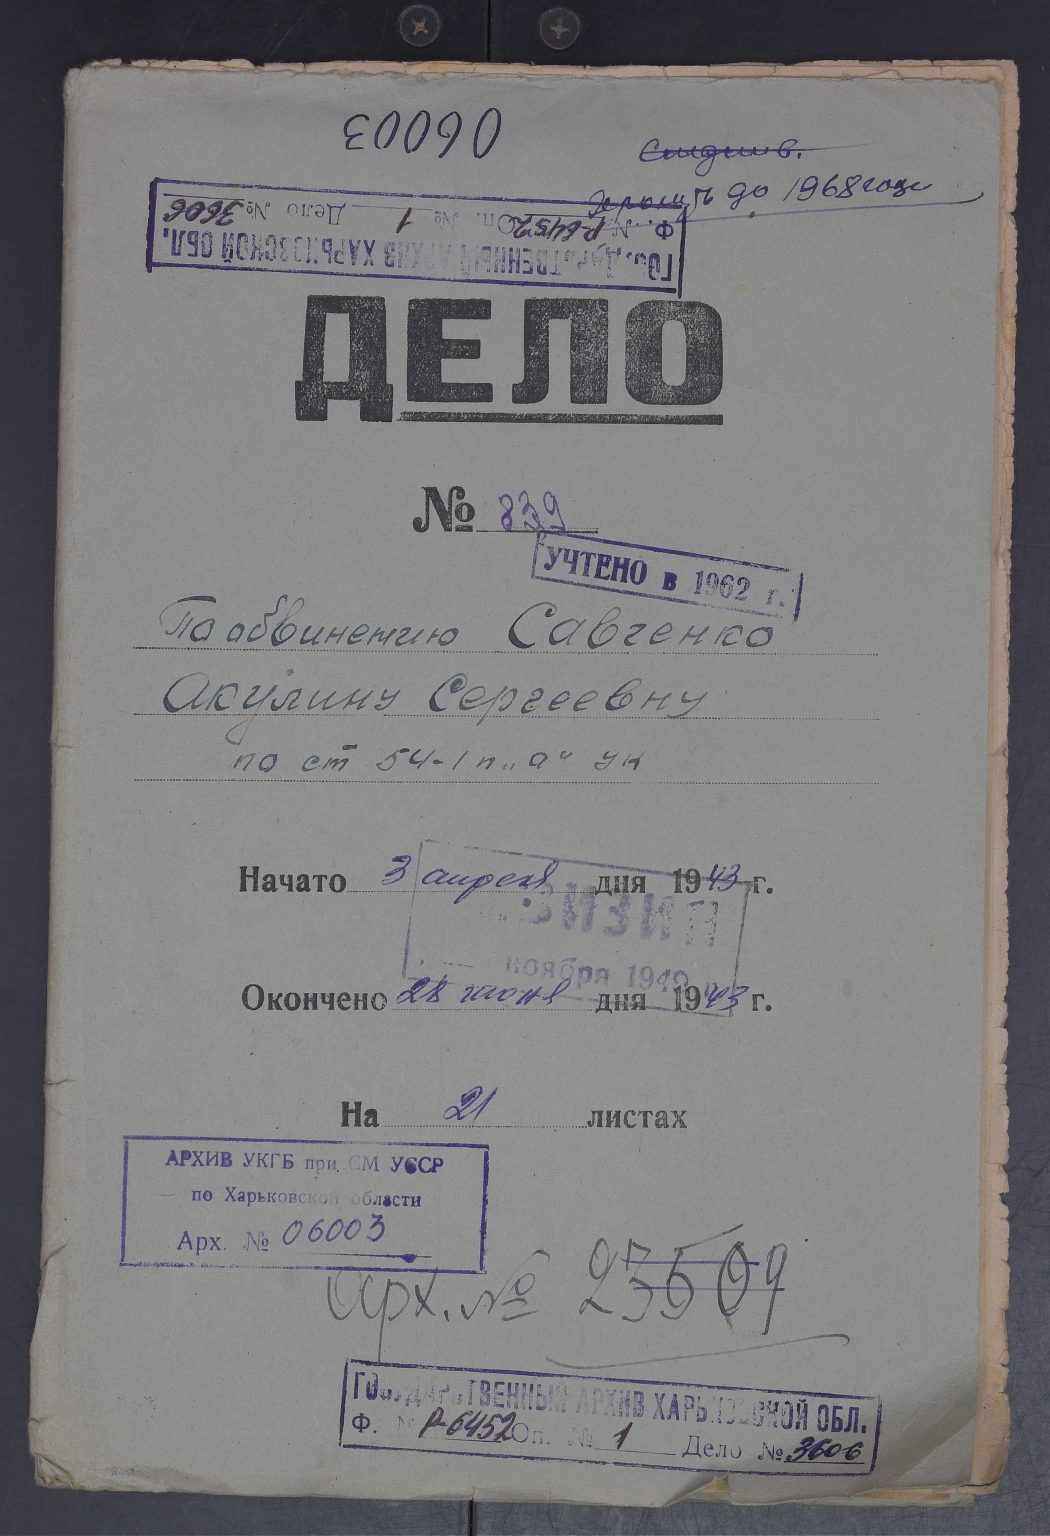 06003
до 1968 года
ГОСУДАРСТВЕННЫЙ АРХИВ ХАРЬКОВСКОЙ ОБЛ.
Ф. № Р-6452 Оп. № 1 Дело № 3606
ДЕЛО
№ 839
УЧТЕНО в 1962 г.
По обвинению Савченко
Акулину Сергеевну
по ст 54-1 п „а" УК
Начато 3 апреля дня 1943 г.
ноября 1949
Окончено 28 июня дня 1943 г.
На 21 листах
АРХИВ УКГБ при СМ УССР
по Харьковской области
Арх. № 06003
Арх. № 23509
ГОСУДАРСТВЕННЫЙ АРХИВ ХАРЬКОВСКОЙ ОБЛ.
Ф. № Р-6452 Оп. № 1 Дело № 3606